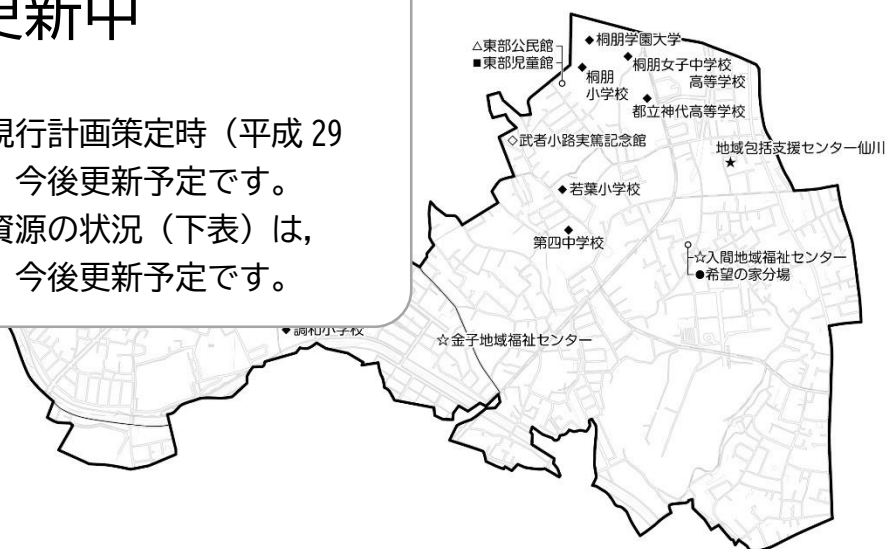 更新中
現行計画策定時（平成 29
今後更新予定です。
資源の状況（下表）は，
今後更新予定です。
△東部公民館
■東部児童館
◆桐朋学園大学
◆桐朋
小学校
◆桐朋女子中学校
高等学校
◆都立神代高等学校
◇武者小路実篤記念館
地域包括支援センター仙川
★
◆若葉小学校
◆第四中学校
☆入間地域福祉センター
●希望の家分場
◆調和小学校
☆金子地域福祉センター